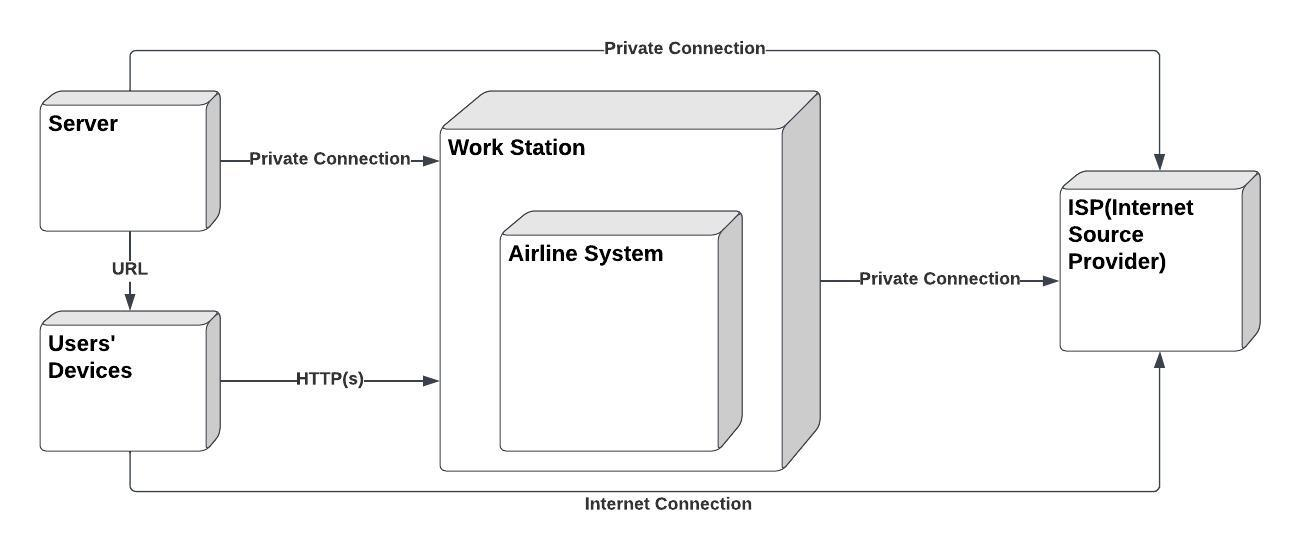 Private Connection
Server
Private Connection
Work Station
ISP(Internet
Source
Provider)
Airline System
URL
Private Connection
Users'
Devices
HTTP(s)
Internet Connection